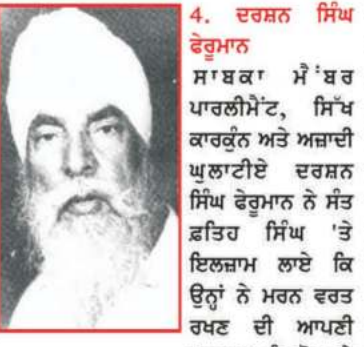 4. ਦਰਸ਼ਨ ਸਿੰਘ
ਫੇਰੂਮਾਨ
ਸਾਬਕਾ ਮੈਂਬਰ
ਪਾਰਲੀਮੈਂਟ, ਸਿੱਖ
ਕਾਰਕੁੰਨ ਅਤੇ ਅਜ਼ਾਦੀ
ਘੁਲਾਟੀਏ ਦਰਸ਼ਨ
ਸਿੰਘ ਫੇਰੂਮਾਨ ਨੇ ਸੰਤ
ਫ਼ਤਿਹ ਸਿੰਘ 'ਤੇ
ਇਲਜ਼ਾਮ ਲਾਏ ਕਿ
ਉਨ੍ਹਾਂ ਨੇ ਮਰਨ ਵਰਤ
ਰਖਣ ਦੀ ਆਪਣੀ